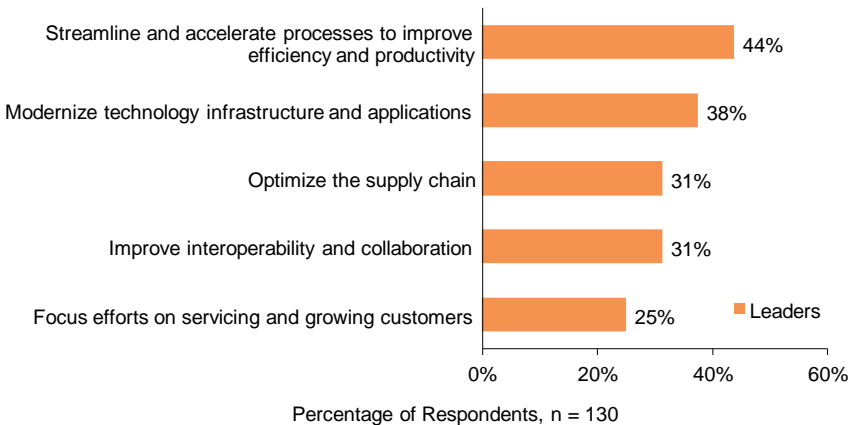 Streamline and accelerate processes to improve
efficiency and productivity
44%
Modernize technology infrastructure and applications
38%
Optimize the supply chain
31%
Improve interoperability and collaboration
31%
Focus efforts on servicing and growing customers
25%
Leaders
0%
20%
40%
60%
Percentage of Respondents, n = 130